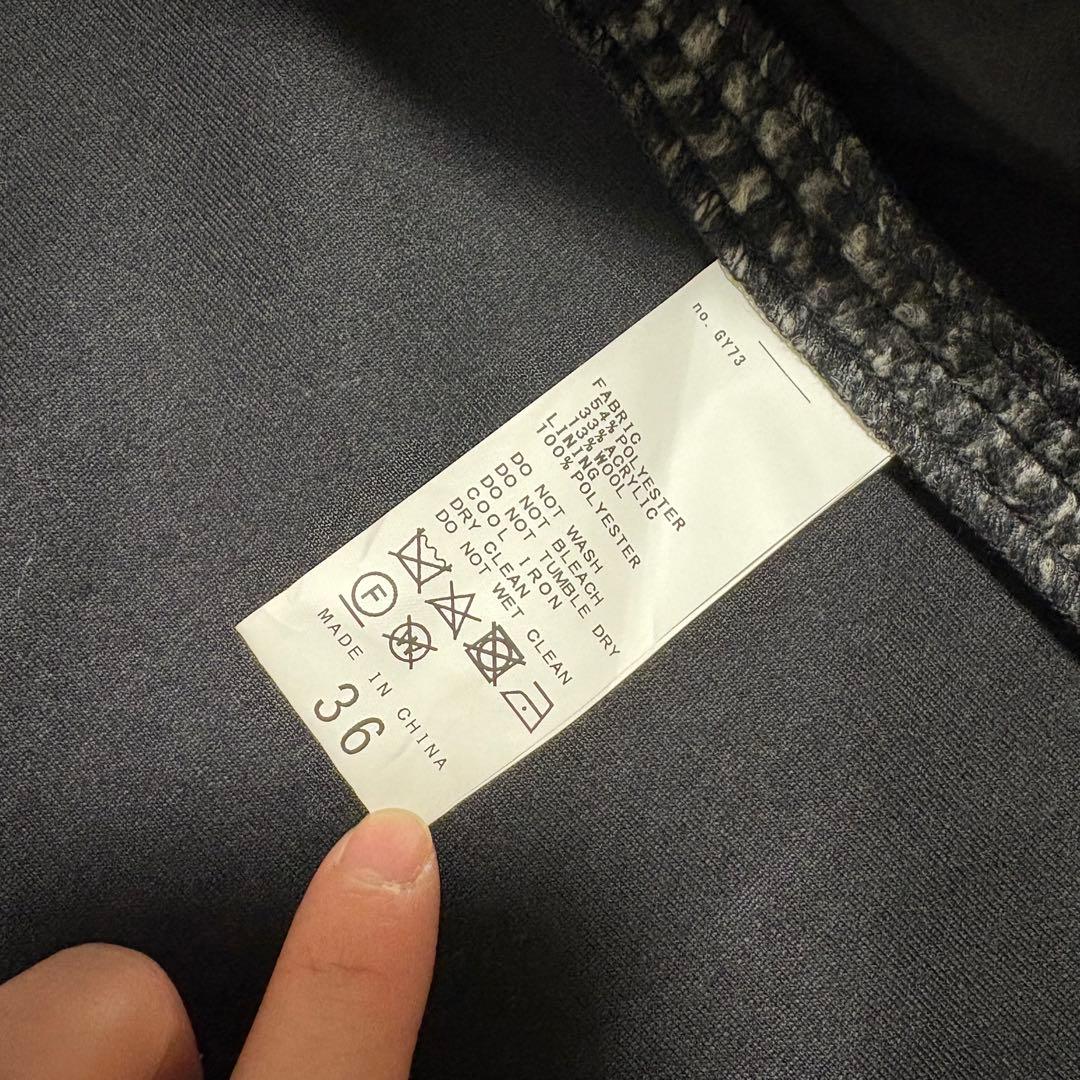 no. GY73
FABRIC
54%POLYESTER
33%ACRYLIC
13%WOOL
LINING
100%POLYESTER
DO NOT WASH
DO NOT BLEACH
DO NOT TUMBLE DRY
COOL IRON
DRY CLEAN
DO NOT WET CLEAN
F
W
MADE IN CHINA
36